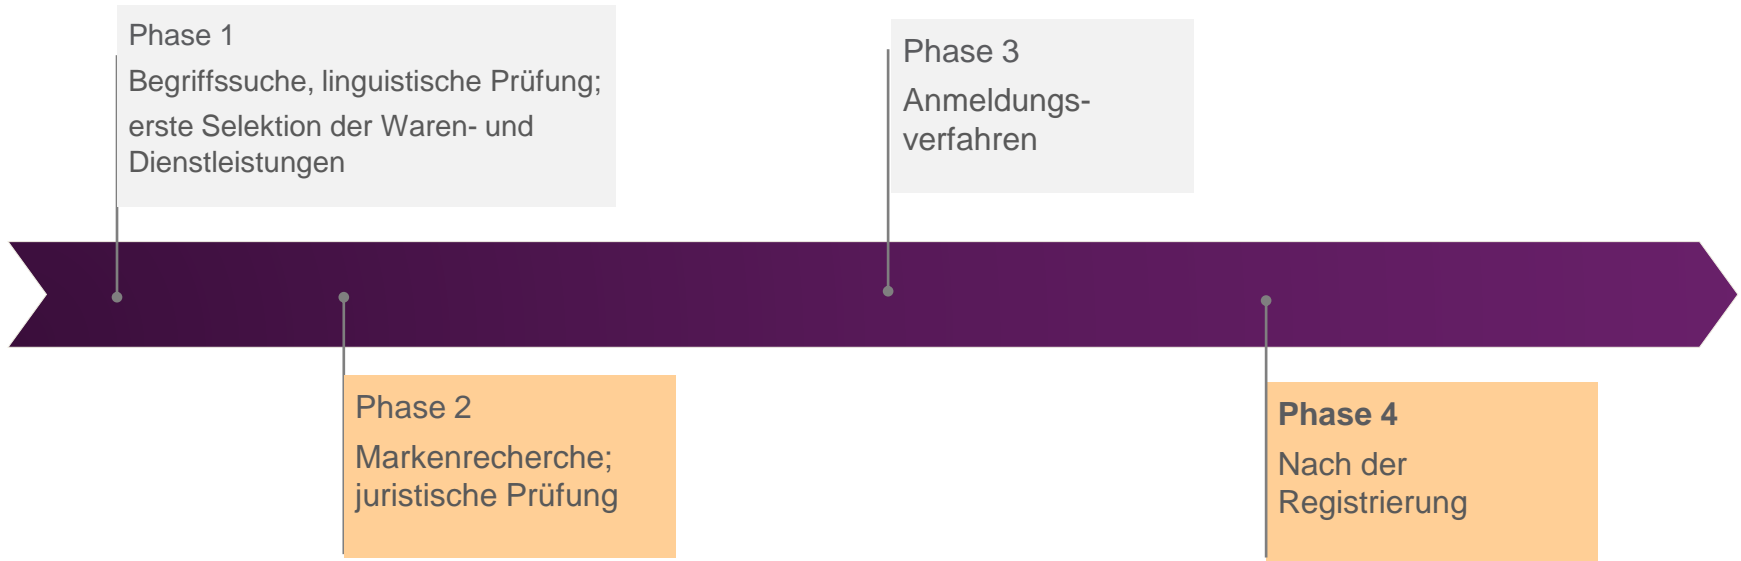 Phase 1
Begriffssuche, linguistische Prüfung;
erste Selektion der Waren- und
Dienstleistungen
Phase 2
Markenrecherche;
juristische Prüfung
Phase 3
Anmeldungs-
verfahren
Phase 4
Nach der
Registrierung